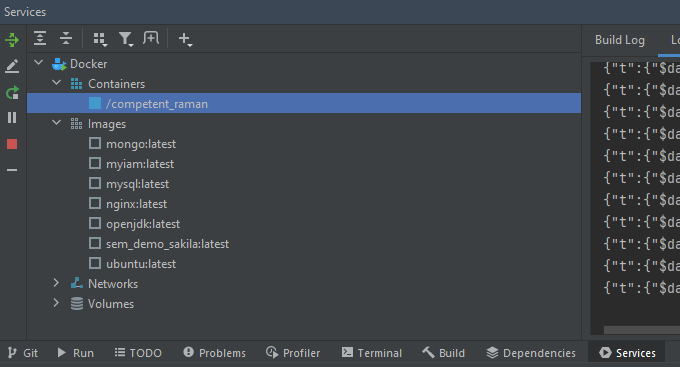 Services
Docker
Containers
/competent_raman
Images
mongo:latest
myiam:latest
mysql:latest
nginx:latest
openjdk:latest
sem_demo_sakila:latest
ubuntu:latest
Networks
Volumes
Build Log Lo
{"t":{"$da
{"t":{"$da
{"t":{"$da
{"t":{"$da
{"t":{"$da
{"t":{"$da
{"t":{"$da
{"t":{"$da
{"t":{"$da
{"t":{"$da
{"t":{"$da
Git Run TODO Problems Profiler Terminal Build Dependencies Services